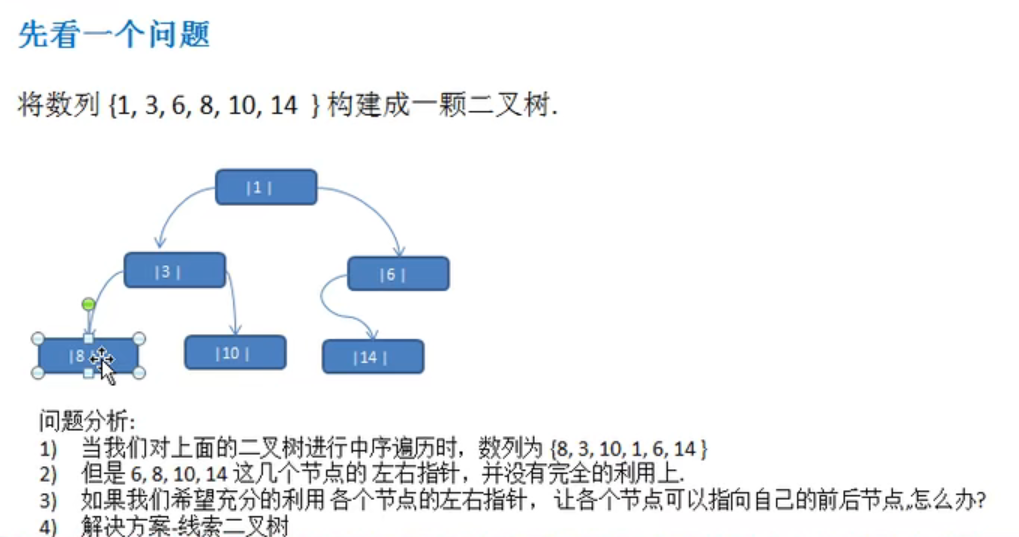 先看一个问题
将数列 {1, 3, 6, 8, 10, 14 } 构建成一颗二叉树.
|1 |
|3 |
|6 |
|8
|10 |
|14 |
问题分析:
1) 当我们对上面的二叉树进行中序遍历时，数列为 {8, 3, 10, 1, 6, 14 }
2) 但是 6, 8, 10, 14 这几个节点的 左右指针，并没有完全的利用上.
3) 如果我们希望充分的利用 各个节点的左右指针， 让各个节点可以指向自己的前后节点,怎么办?
4) 解决方案-线索二叉树